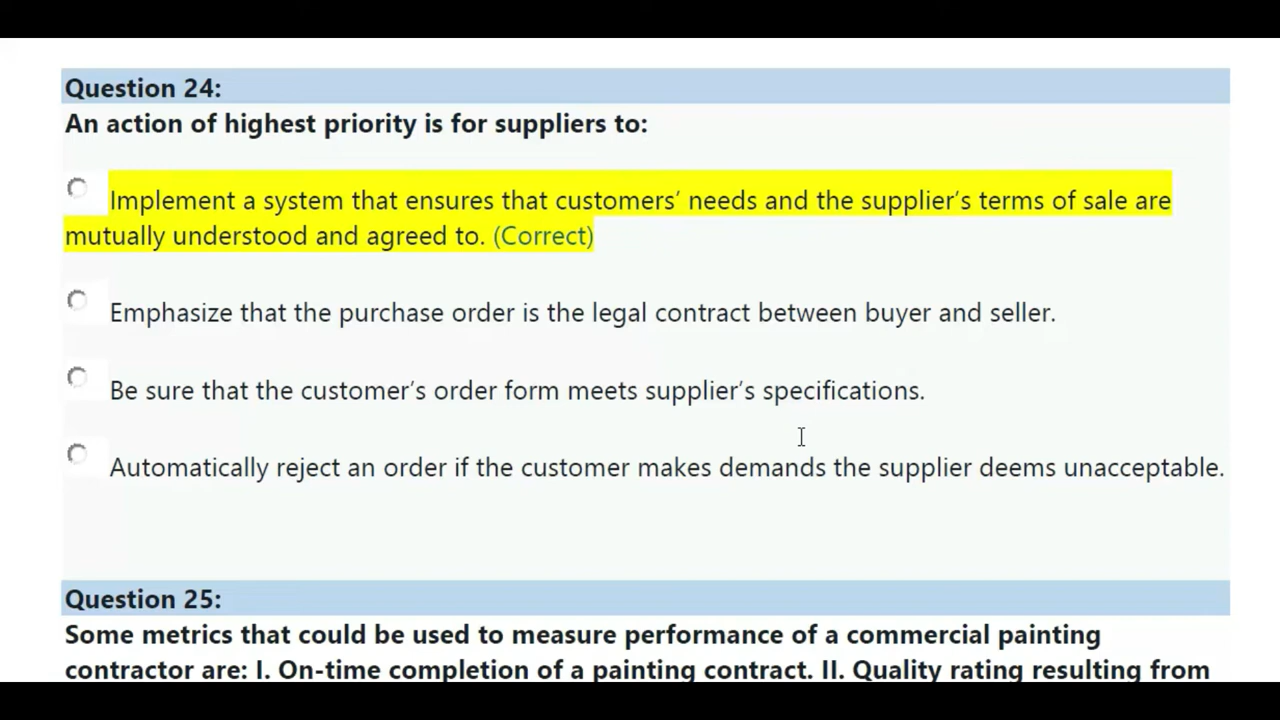 Question 24:
An action of highest priority is for suppliers to:
Implement a system that ensures that customers’ needs and the supplier’s terms of sale are
mutually understood and agreed to. (Correct)
Emphasize that the purchase order is the legal contract between buyer and seller.
Be sure that the customer’s order form meets supplier’s specifications.
Automatically reject an order if the customer makes demands the supplier deems unacceptable.
Question 25:
Some metrics that could be used to measure performance of a commercial painting
contractor are: I. On-time completion of a painting contract. II. Quality rating resulting from